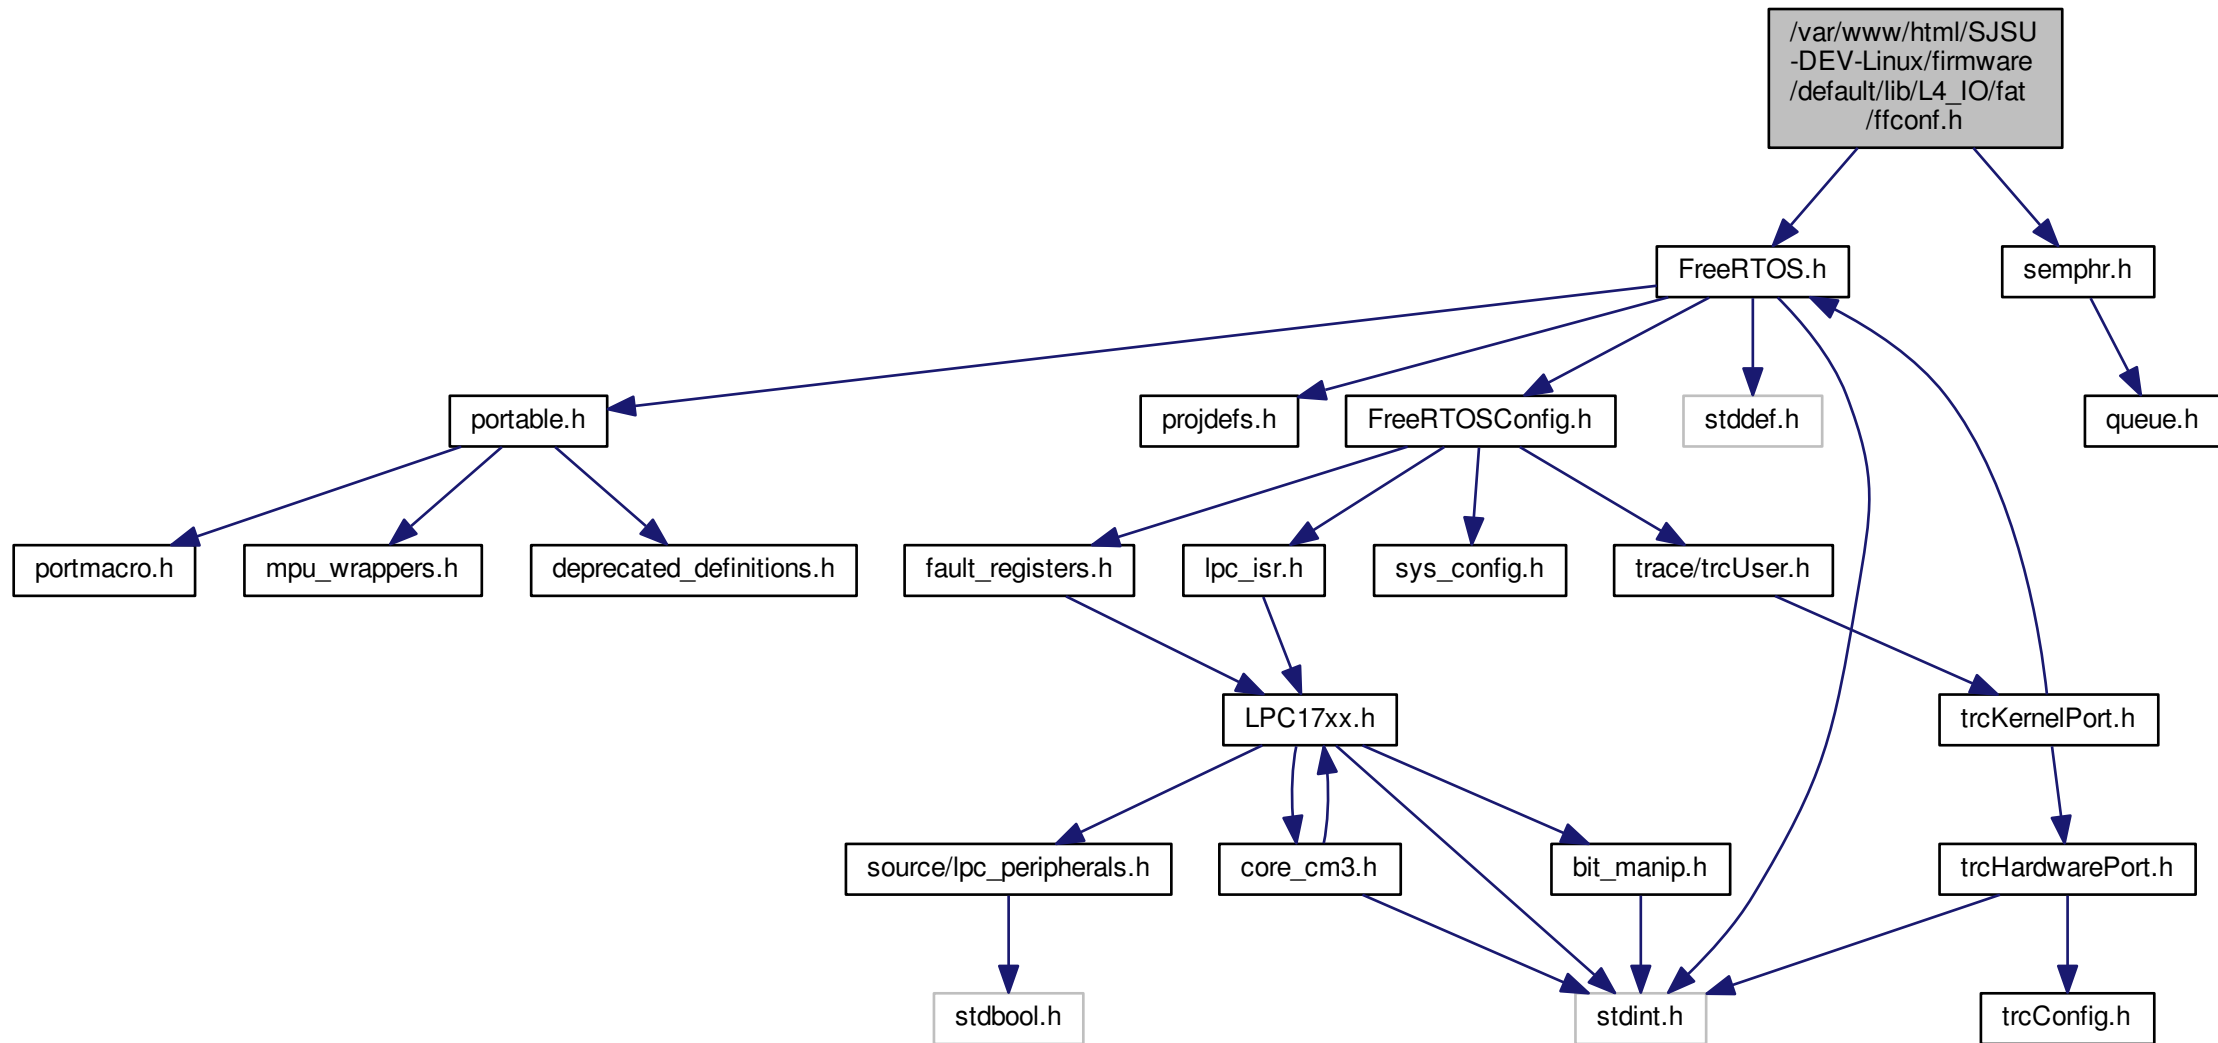 /var/www/html/SJSU
-DEV-Linux/firmware
/default/lib/L4_IO/fat
/ffconf.h
FreeRTOS.h
semphr.h
portable.h
projdefs.h
FreeRTOSConfig.h
stddef.h
queue.h
portmacro.h
mpu_wrappers.h
deprecated_definitions.h
fault_registers.h
lpc_isr.h
sys_config.h
trace/trcUser.h
LPC17xx.h
trcKernelPort.h
source/lpc_peripherals.h
core_cm3.h
bit_manip.h
trcHardwarePort.h
stdbool.h
stdint.h
trcConfig.h